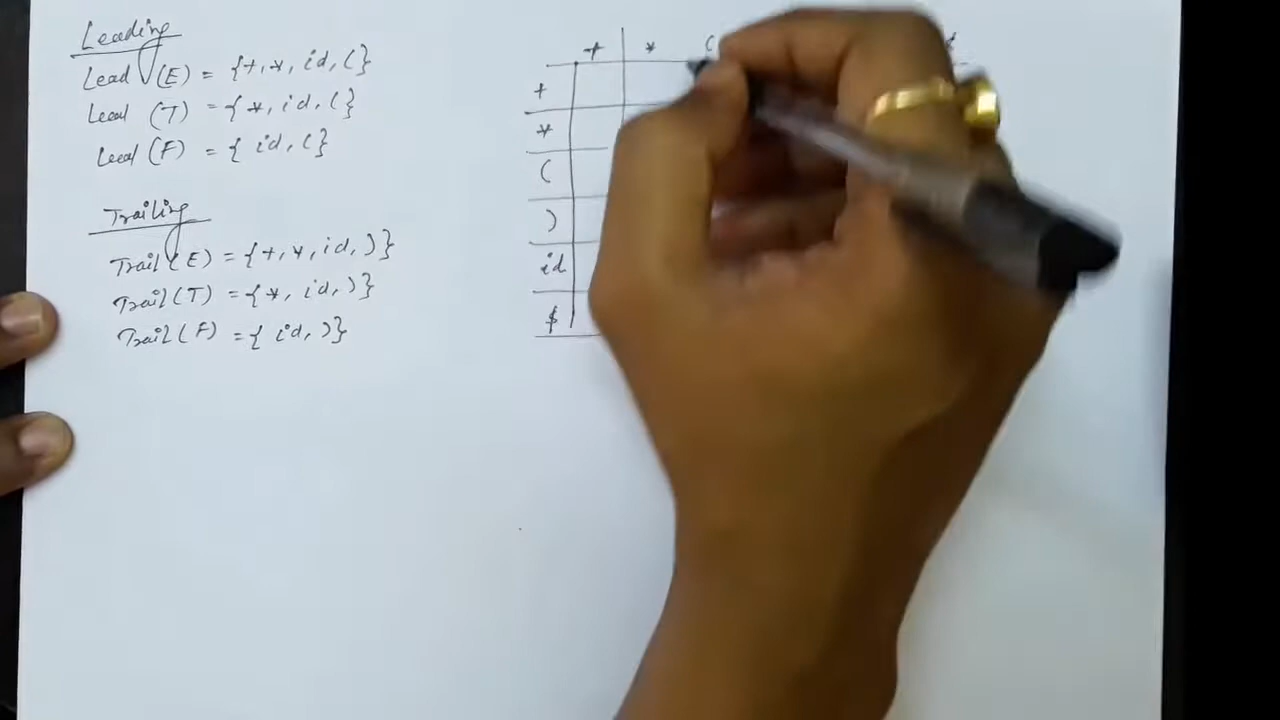 Leading
Lead (E) = {+, *, id, (}
Lead (T) = {*, id, (}
Lead (F) = {id, (}
Trailing
Trail(E) = {+, *, id, )}
Trail(T) = {*, id, )}
Trail(F) = {id, )}
+ * (
+
*
(
)
id
$